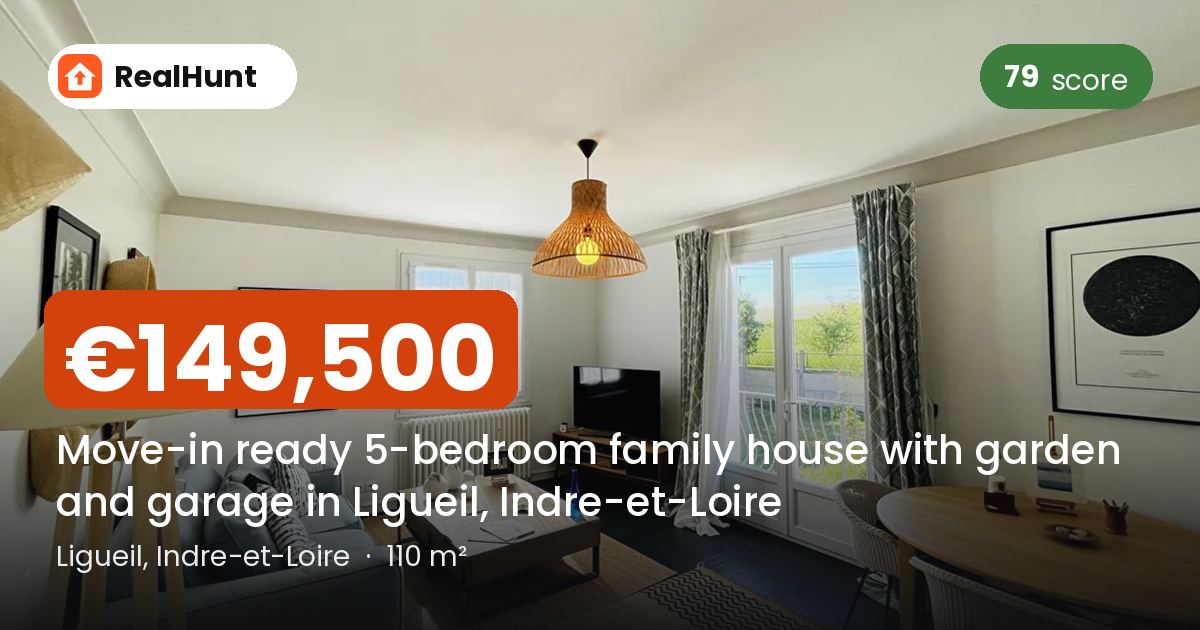 RealHunt
79 score
€149,500
Move-in ready 5-bedroom family house with garden
and garage in Ligueil, Indre-et-Loire
Ligueil, Indre-et-Loire · 110 m²